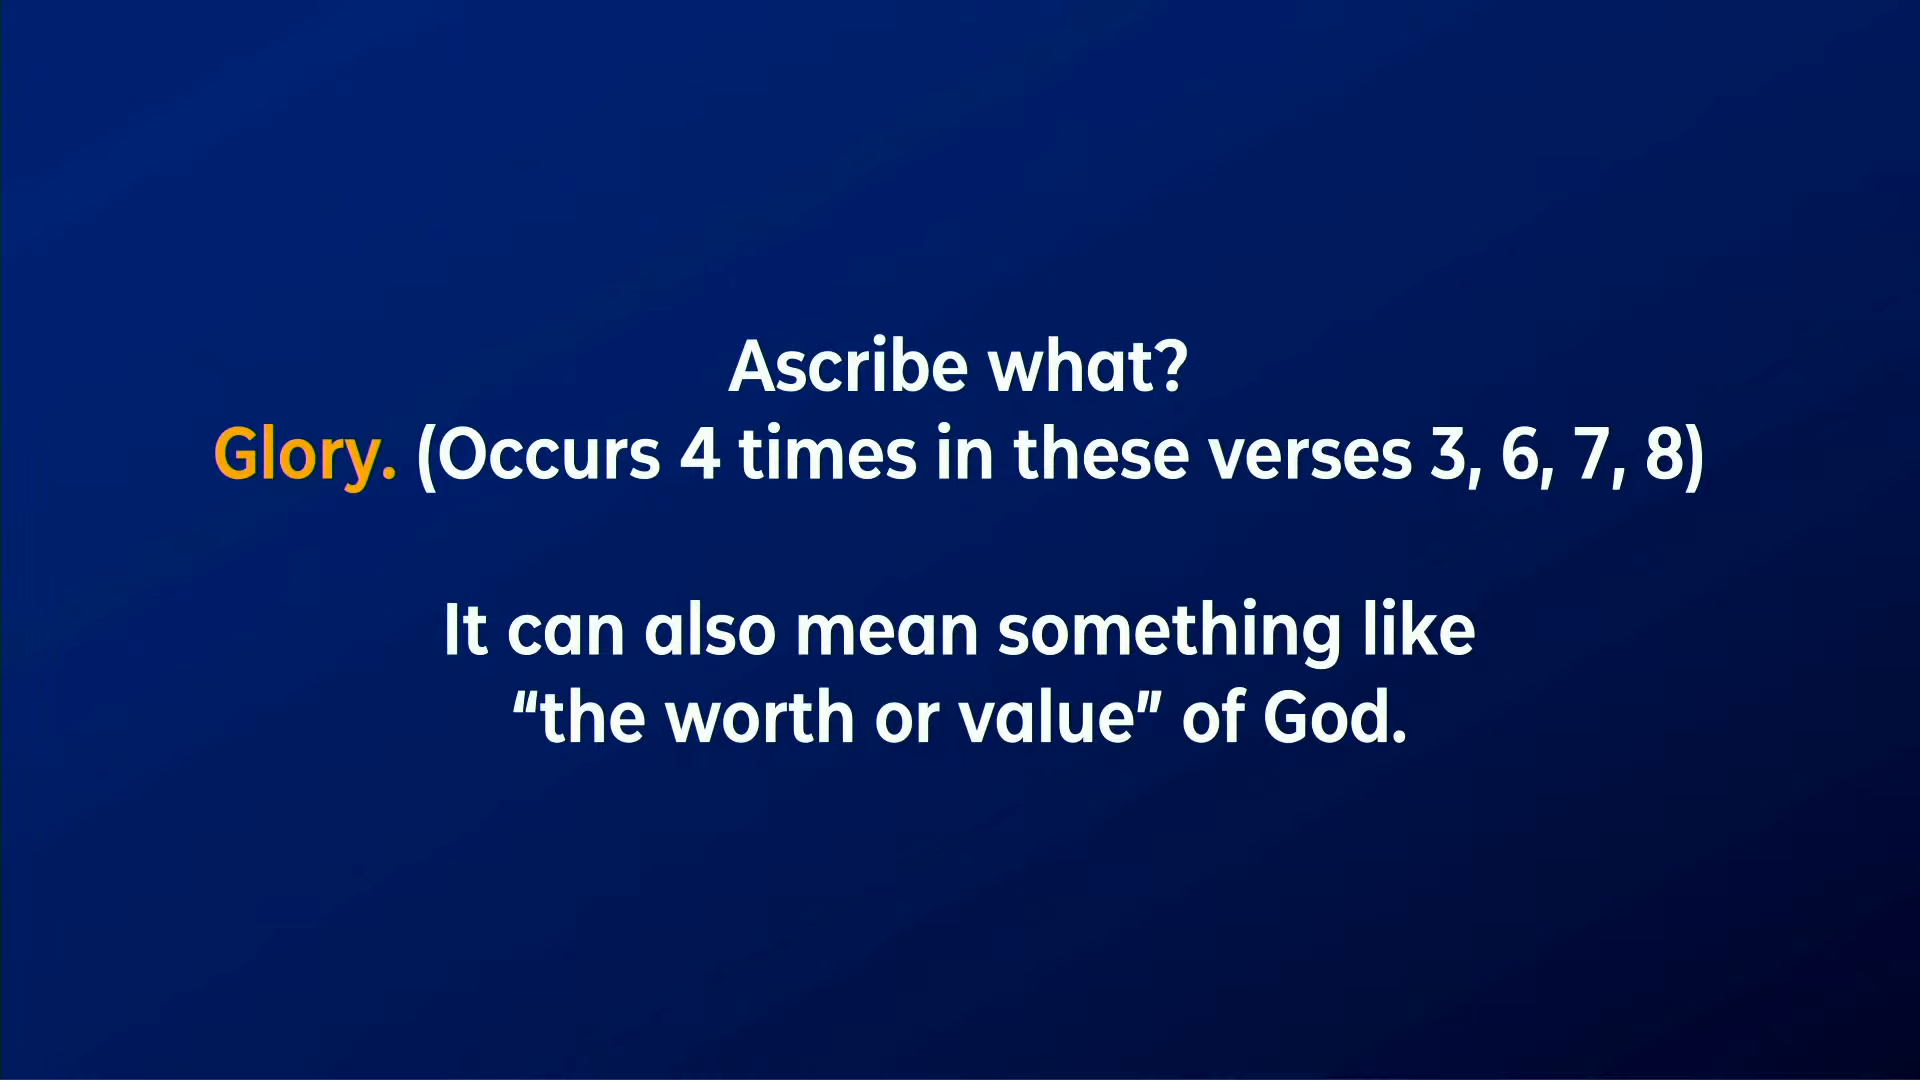 Ascribe what?
Glory. (Occurs 4 times in these verses 3, 6, 7, 8)
It can also mean something like
“the worth or value” of God.